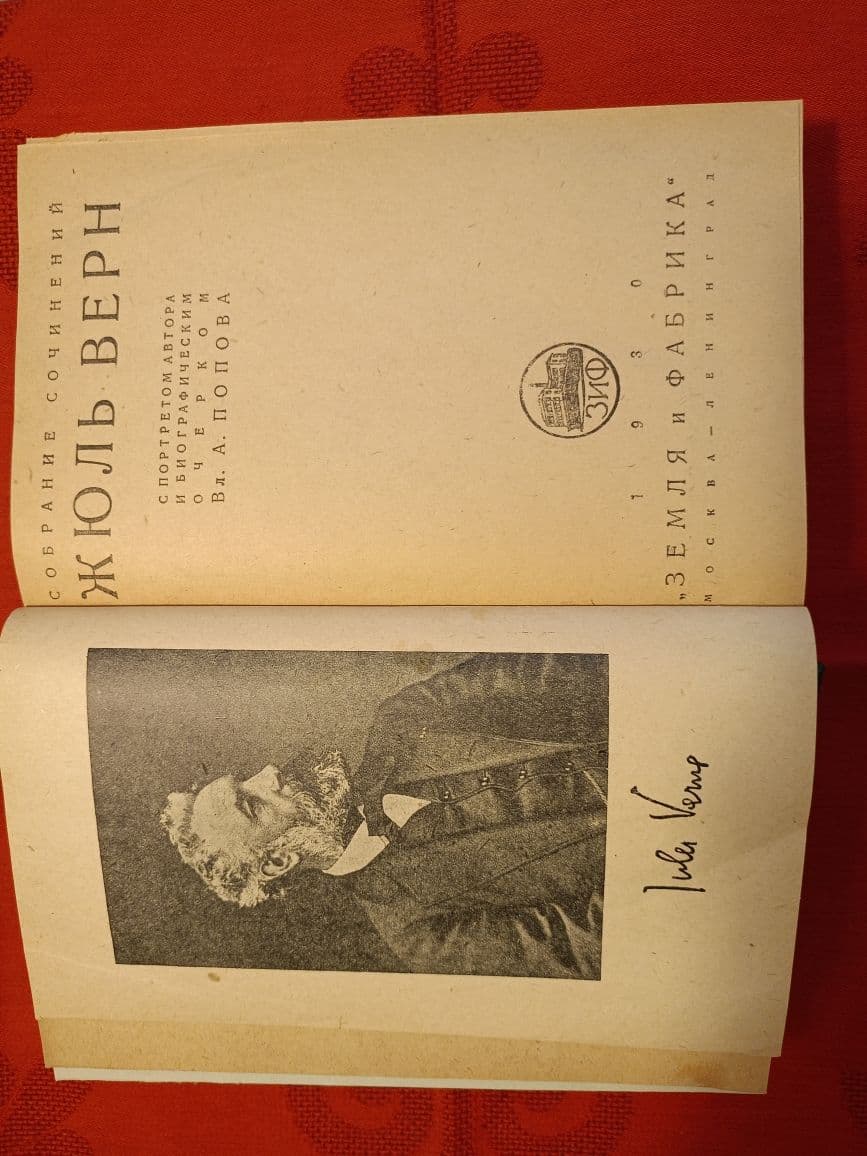 Jules Verne
СОБРАНИЕ СОЧИНЕНИЙ
ЖЮЛЬ ВЕРН
С ПОРТРЕТОМ АВТОРА
И БИОГРАФИЧЕСКИМ
ОЧЕРКОМ
Вл. А. ПОПОВА
ЗИФ
1930
„ЗЕМЛЯ и ФАБРИКА“
МОСКВА — ЛЕНИНГРАД